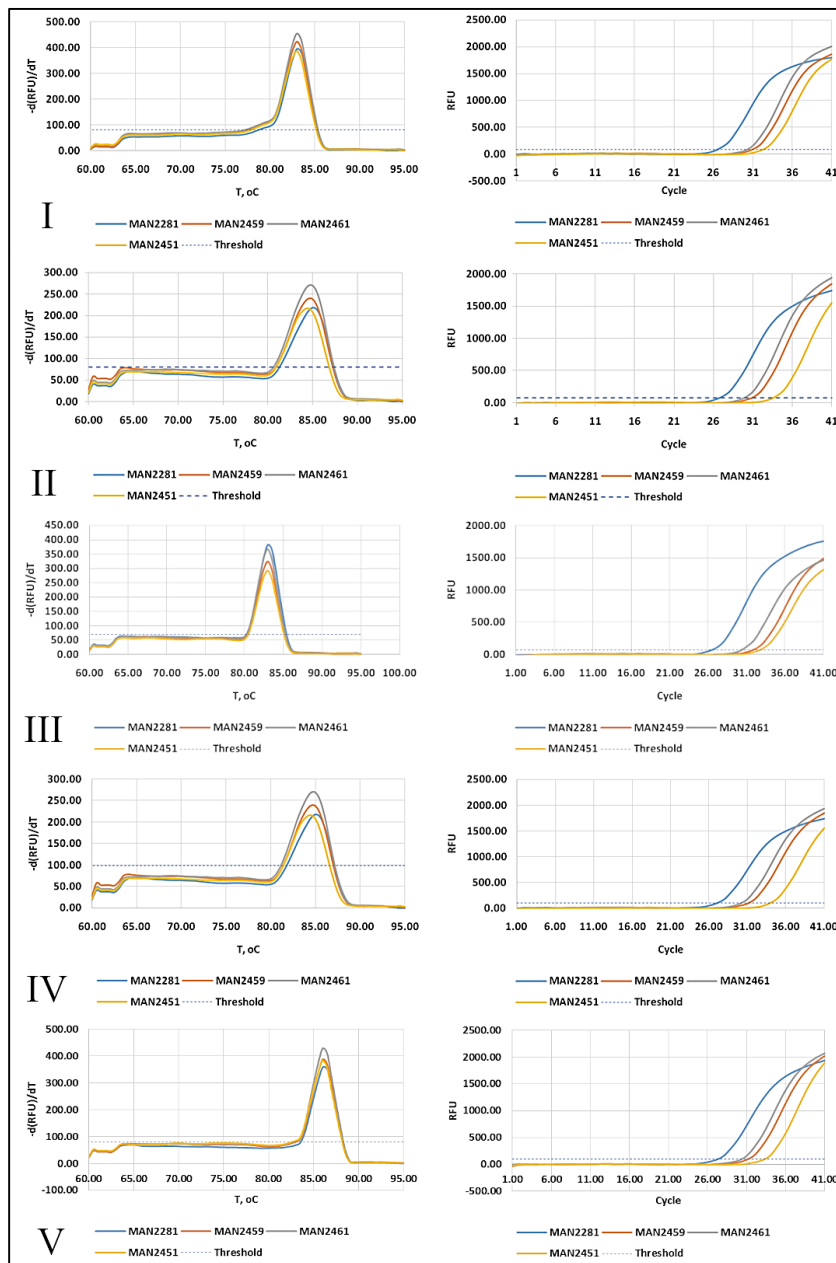 500.00
400.00
300.00
200.00
100.00
0.00
-d(RFU)/dT
60.00 65.00 70.00 75.00 80.00 85.00 90.00 95.00
T, oC
MAN2281 MAN2459 MAN2461
MAN2451 Threshold
2500.00
2000.00
1500.00
1000.00
500.00
0.00
-500.00
RFU
1 6 11 16 21 26 31 36 41
Cycle
MAN2281 MAN2459 MAN2461
MAN2451 Threshold
I
300.00
250.00
200.00
150.00
100.00
50.00
0.00
-d(RFU)/dT
60.00 65.00 70.00 75.00 80.00 85.00 90.00 95.00
T, oC
MAN2281 MAN2459 MAN2461
MAN2451 Threshold
2000.00
1500.00
1000.00
500.00
0.00
RFU
1 6 11 16 21 26 31 36 41
Cycle
MAN2281 MAN2459 MAN2461
MAN2451 Threshold
II
450.00
400.00
350.00
300.00
250.00
200.00
150.00
100.00
50.00
0.00
-d(RFU)/dT
60.00 65.00 70.00 75.00 80.00 85.00 90.00 95.00 100.00
T, oC
MAN2281 MAN2459 MAN2461
MAN2451 Threshold
2000.00
1500.00
1000.00
500.00
0.00
RFU
1.00 6.00 11.00 16.00 21.00 26.00 31.00 36.00 41.00
Cycle
MAN2281 MAN2459 MAN2461
MAN2451 Threshold
III
300.00
250.00
200.00
150.00
100.00
50.00
0.00
-d(RFU)/dT
60.00 65.00 70.00 75.00 80.00 85.00 90.00 95.00
T, oC
MAN2281 MAN2459 MAN2461
MAN2451 Threshold
2500.00
2000.00
1500.00
1000.00
500.00
0.00
RFU
1.00 6.00 11.00 16.00 21.00 26.00 31.00 36.00 41.00
Cycle
MAN2281 MAN2459 MAN2461
MAN2451 Threshold
IV
500.00
400.00
300.00
200.00
100.00
0.00
-100.00
-d(RFU)/dT
60.00 65.00 70.00 75.00 80.00 85.00 90.00 95.00
T, oC
MAN2281 MAN2459 MAN2461
MAN2451 Threshold
2500.00
2000.00
1500.00
1000.00
500.00
0.00
-500.00
RFU
1.00 6.00 11.00 16.00 21.00 26.00 31.00 36.00 41.00
Cycle
MAN2281 MAN2459 MAN2461
MAN2451 Threshold
V